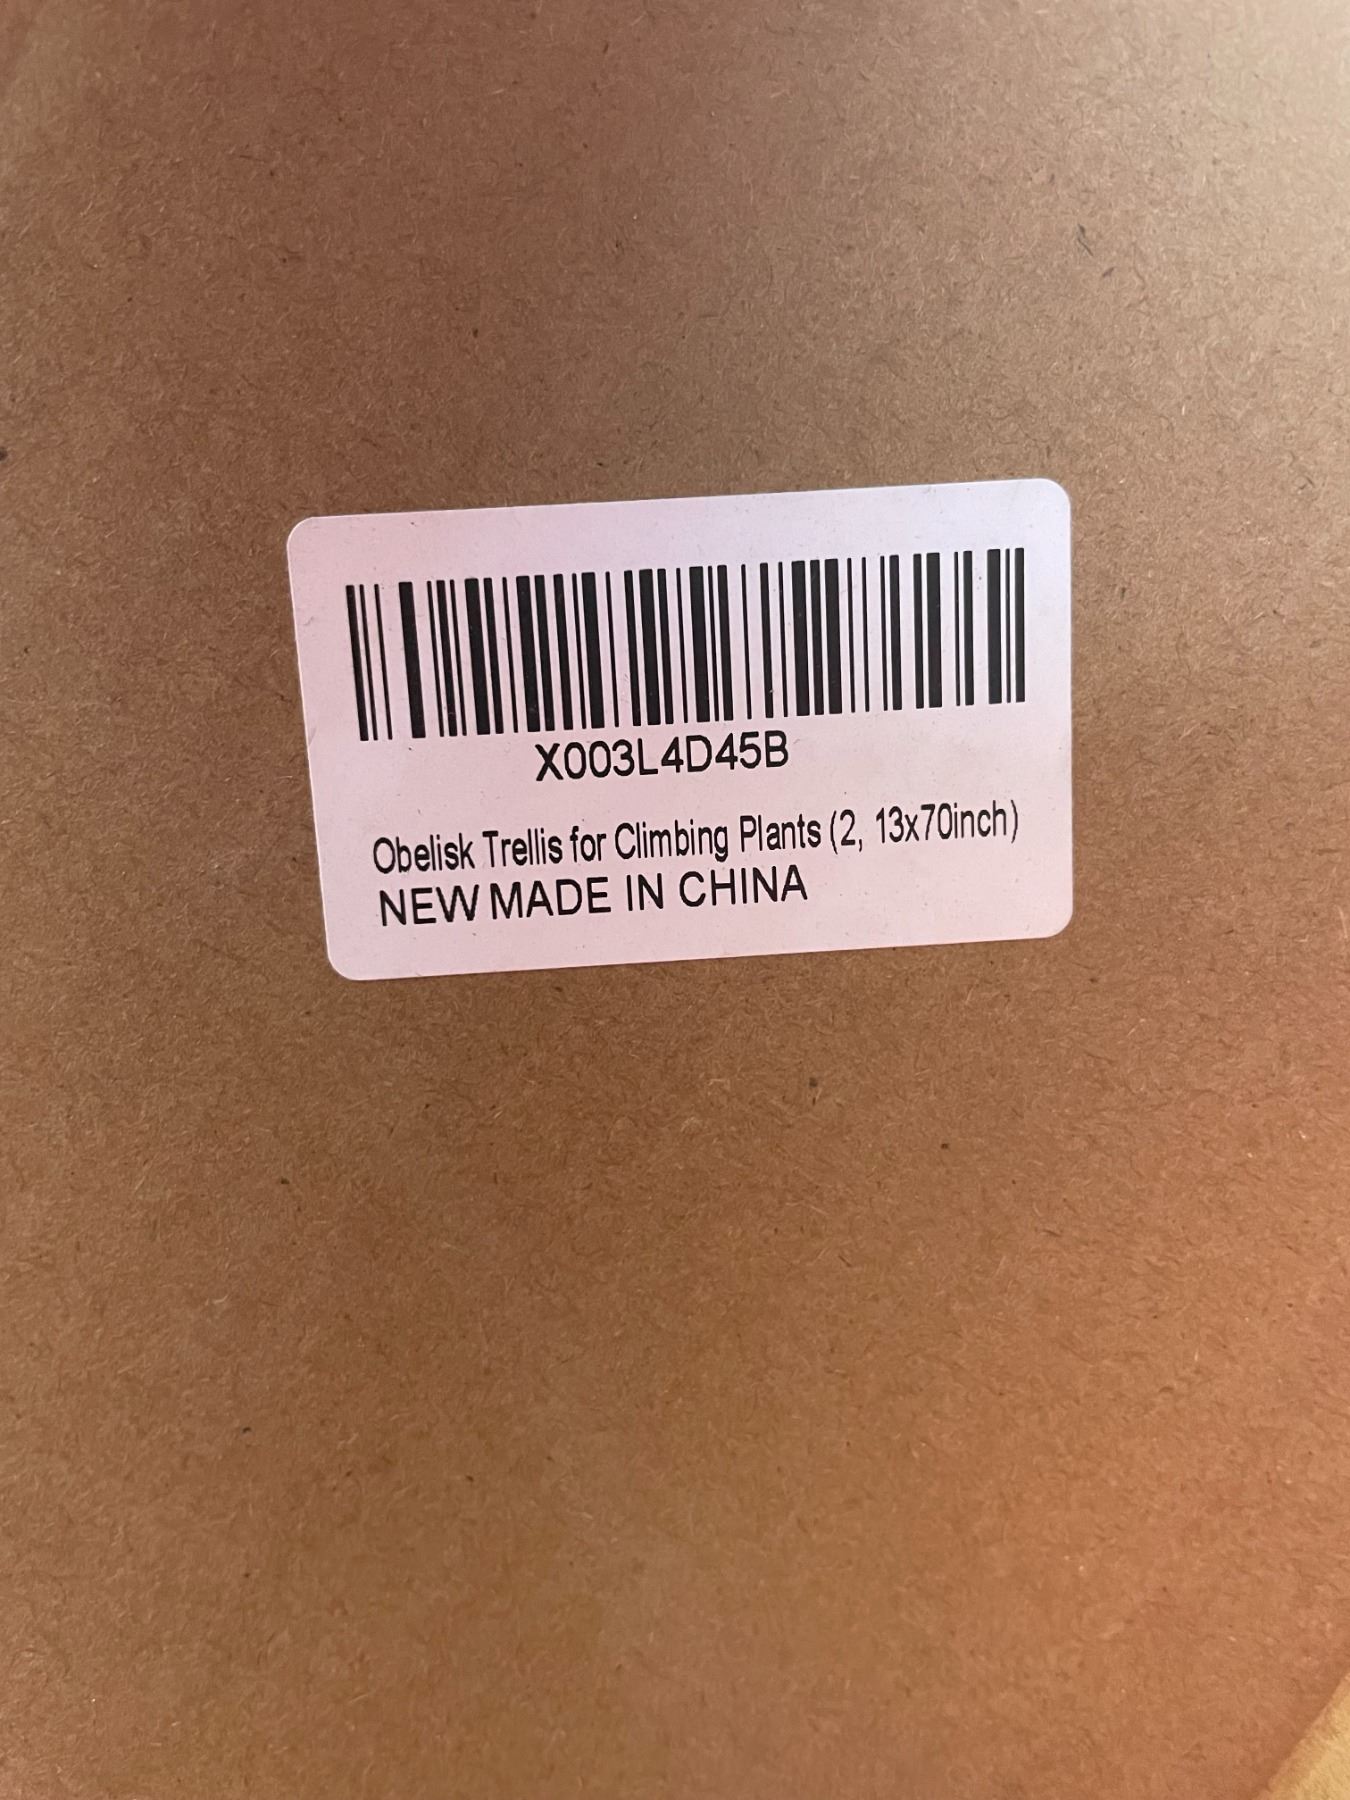 X003L4D45B
Obelisk Trellis for Climbing Plants (2, 13x70inch)
NEW MADE IN CHINA